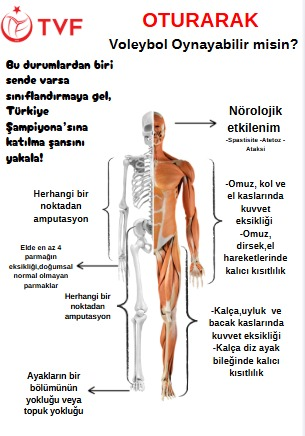 TVF
OTURARAK
Voleybol Oynayabilir misin?
Bu durumlardan biri
sende varsa
sınıflandırmaya gel,
Türkiye
Şampiyona'sına
katılma şansını
yakala!
Nörolojik
etkilenim
-Spastisite -Atetoz -
Ataksi
Herhangi bir
noktadan
amputasyon
-Omuz, kol ve
el kaslarında
kuvvet
eksikliği
-Omuz,
dirsek,el
hareketlerinde
kalıcı kısıtlılık
Elde en az 4
parmağın
eksikliği,doğumsal
normal olmayan
parmaklar
Herhangi bir
noktadan
amputasyon
-Kalça,uyluk ve
bacak kaslarında
kuvvet eksikliği
-Kalça diz ayak
bileğinde kalıcı
kısıtlılık
Ayakların bir
bölümünün
yokluğu veya
topuk yokluğu